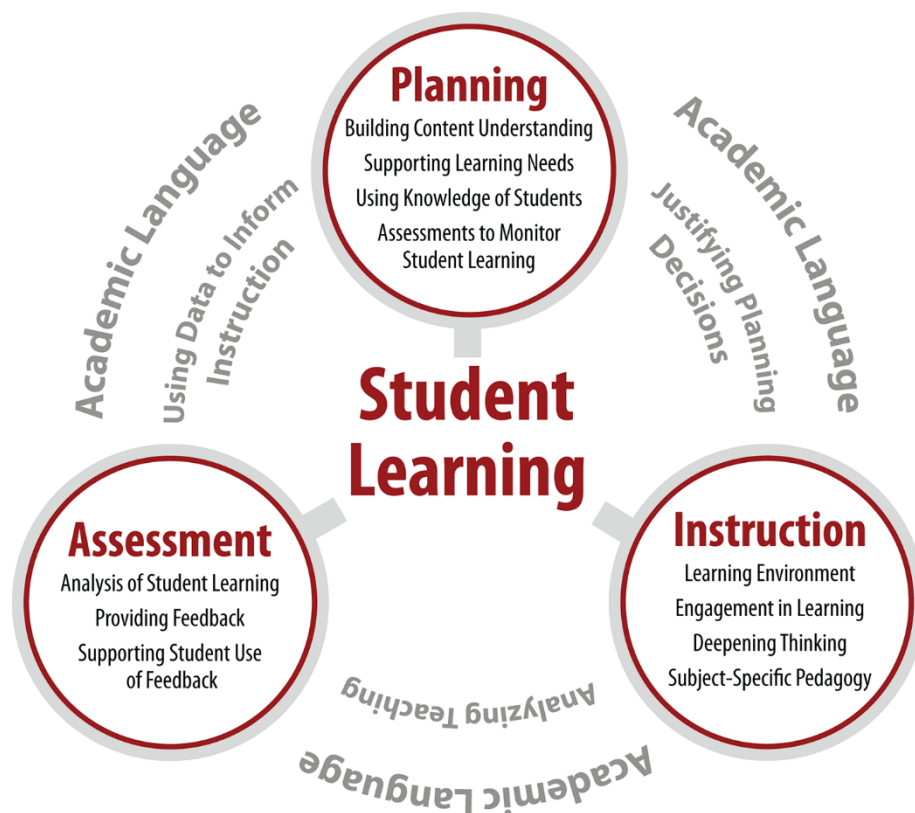 Planning
Building Content Understanding
Supporting Learning Needs
Using Knowledge of Students
Assessments to Monitor
Student Learning
Academic Language
Using Data to Inform
Instruction
Academic Language
Justifying Planning
Decisions
Student
Learning
Assessment
Analysis of Student Learning
Providing Feedback
Supporting Student Use
of Feedback
Instruction
Learning Environment
Engagement in Learning
Deepening Thinking
Subject-Specific Pedagogy
Analyzing Teaching
Academic Language